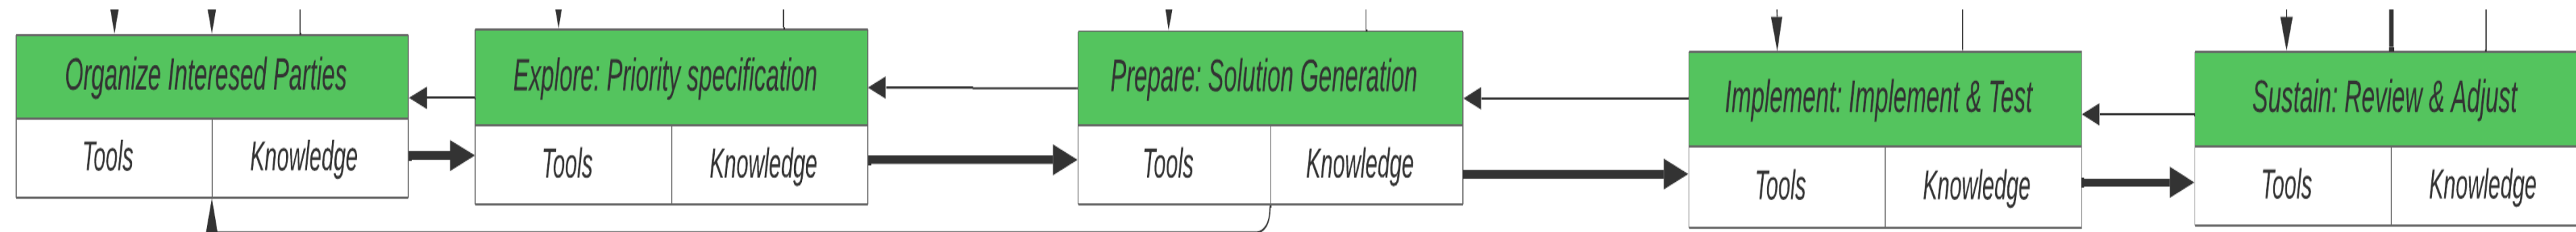 Organize Interesed Parties
Explore: Priority specification
Prepare: Solution Generation
Implement: Implement & Test
Sustain: Review & Adjust
Tools
Knowledge
Tools
Knowledge
Tools
Knowledge
Tools
Knowledge
Tools
Knowledge